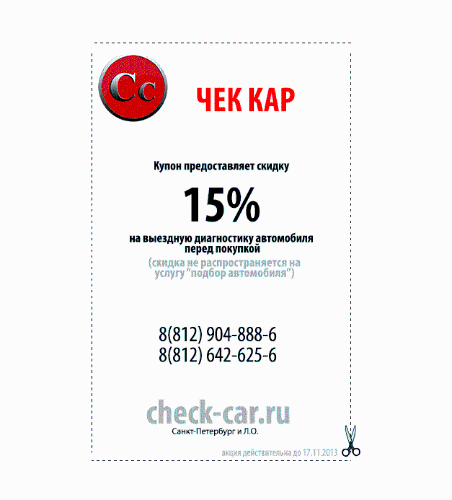 Cc
ЧЕК КАР
Купон предоставляет скидку
15%
на выездную диагностику автомобиля
перед покупкой
(скидка не распространяется на
услугу "подбор автомобиля")
8(812) 904-888-6
8(812) 642-625-6
check-car.ru
Санкт-Петербург и Л.О.
акция действительна до 17.11.2013